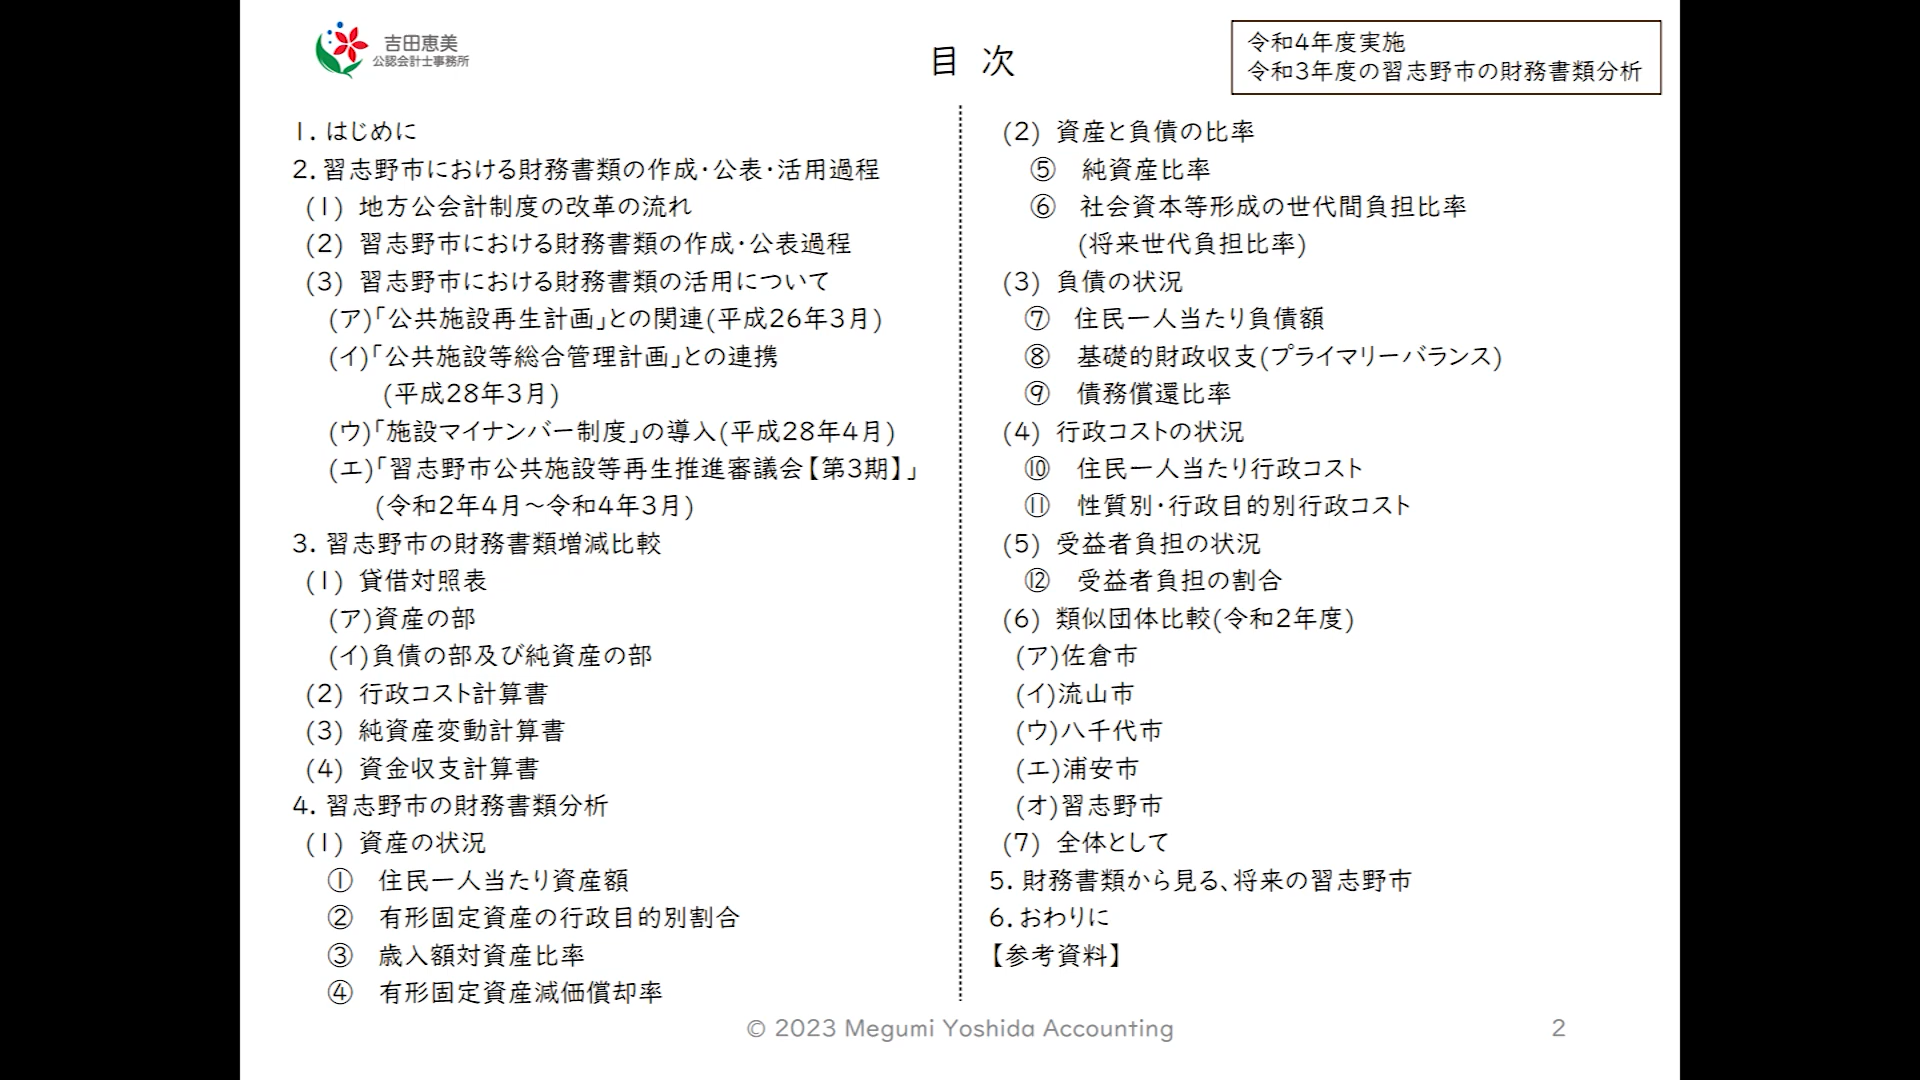 吉田恵美
公認会計士事務所
目 次
令和4年度実施
令和3年度の習志野市の財務書類分析
1. はじめに
2. 習志野市における財務書類の作成・公表・活用過程
(1) 地方公会計制度の改革の流れ
(2) 習志野市における財務書類の作成・公表過程
(3) 習志野市における財務書類の活用について
(ア)「公共施設再生計画」との関連(平成26年3月)
(イ)「公共施設等総合管理計画」との連携
(平成28年3月)
(ウ)「施設マイナンバー制度」の導入(平成28年4月)
(エ)「習志野市公共施設等再生推進審議会【第3期】」
(令和2年4月～令和4年3月)
3. 習志野市の財務書類増減比較
(1) 貸借対照表
(ア)資産の部
(イ)負債の部及び純資産の部
(2) 行政コスト計算書
(3) 純資産変動計算書
(4) 資金収支計算書
4. 習志野市の財務書類分析
(1) 資産の状況
① 住民一人当たり資産額
② 有形固定資産の行政目的別割合
③ 歳入額対資産比率
④ 有形固定資産減価償却率
(2) 資産と負債の比率
⑤ 純資産比率
⑥ 社会資本等形成の世代間負担比率
(将来世代負担比率)
(3) 負債の状況
⑦ 住民一人当たり負債額
⑧ 基礎的財政収支(プライマリーバランス)
⑨ 債務償還比率
(4) 行政コストの状況
⑩ 住民一人当たり行政コスト
⑪ 性質別・行政目的別行政コスト
(5) 受益者負担の状況
⑫ 受益者負担の割合
(6) 類似団体比較(令和2年度)
(ア)佐倉市
(イ)流山市
(ウ)八千代市
(エ)浦安市
(オ)習志野市
(7) 全体として
5. 財務書類から見る、将来の習志野市
6. おわりに
【参考資料】
© 2023 Megumi Yoshida Accounting
2